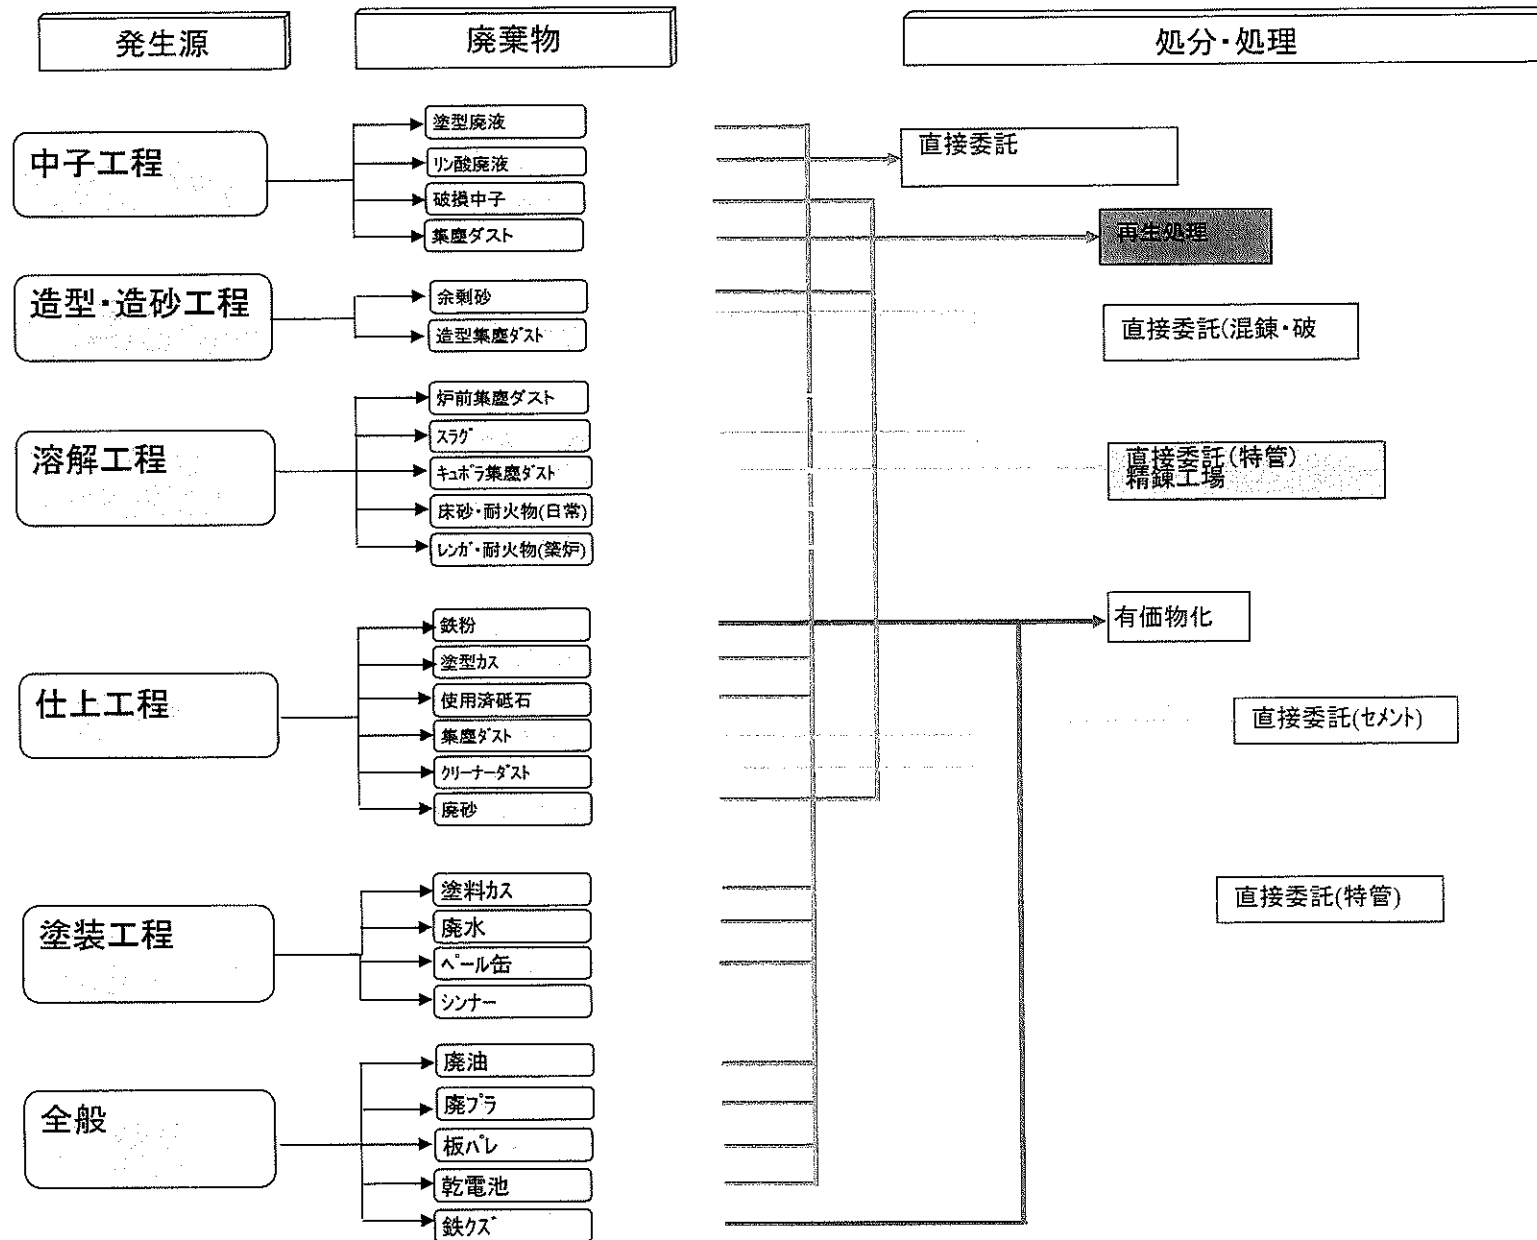 発生源
廃棄物
処分・処理
中子工程
塗型廃液
リン酸廃液
破損中子
集塵ダスト
造型・造砂工程
余剰砂
造型集塵ダスト
溶解工程
炉前集塵ダスト
スラグ
キュポラ集塵ダスト
床砂・耐火物(日常)
レンガ・耐火物(築炉)
仕上工程
鉄粉
塗型カス
使用済砥石
集塵ダスト
クリーナーダスト
廃砂
塗装工程
塗料カス
廃水
ペール缶
シンナー
全般
廃油
廃プラ
板パレ
乾電池
鉄クズ
直接委託
再生処理
直接委託(混錬・破
直接委託(特管)
精錬工場
有価物化
直接委託(セメント)
直接委託(特管)